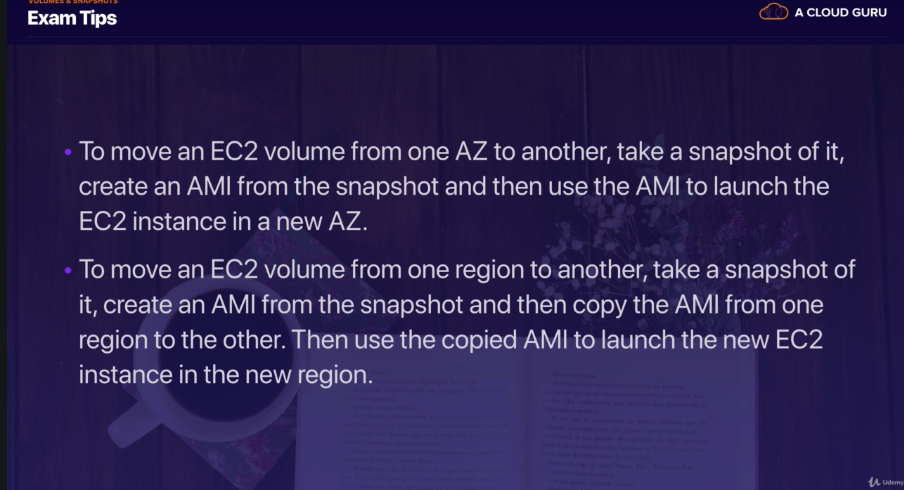 VOLUMES & SNAPSHOTS
Exam Tips
A CLOUD GURU
• To move an EC2 volume from one AZ to another, take a snapshot of it,
create an AMI from the snapshot and then use the AMI to launch the
EC2 instance in a new AZ.
• To move an EC2 volume from one region to another, take a snapshot of
it, create an AMI from the snapshot and then copy the AMI from one
region to the other. Then use the copied AMI to launch the new EC2
instance in the new region.
Udemy